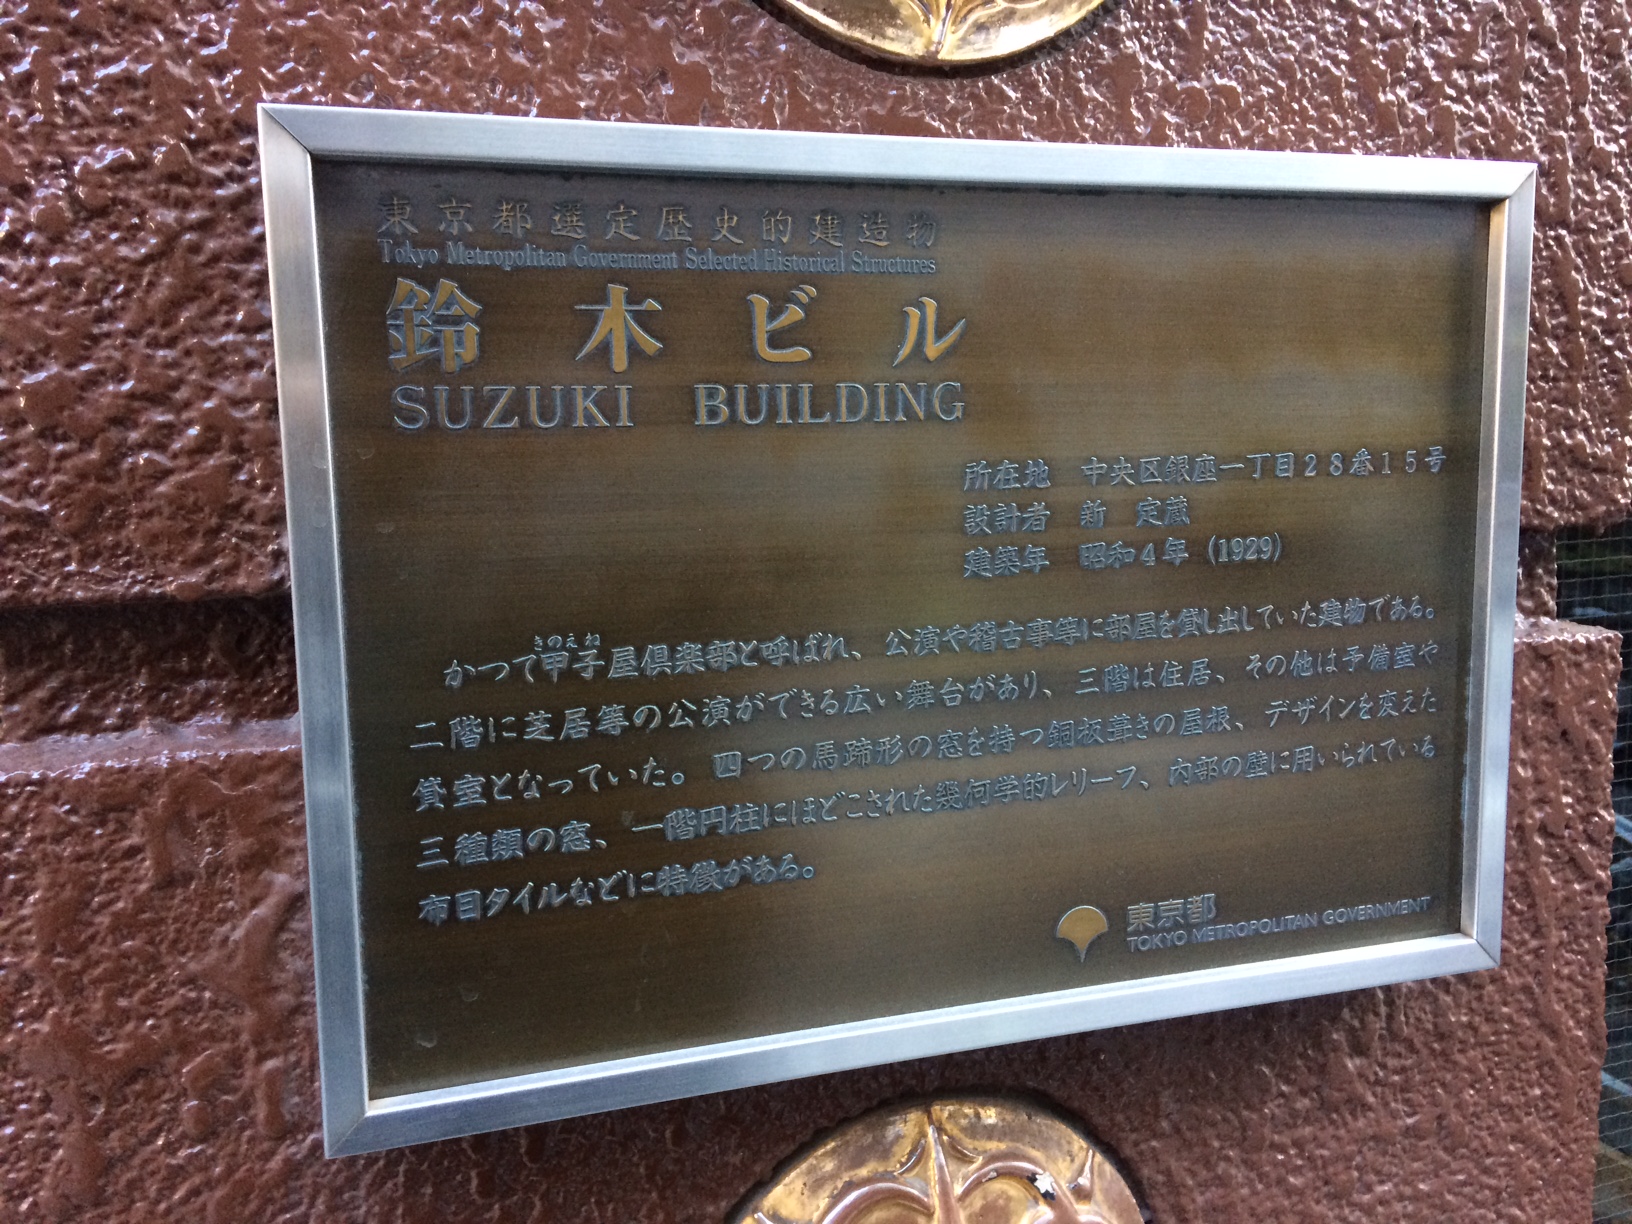 東京都選定歴史的建造物
Tokyo Metropolitan Government Selected Historical Structures
鈴木ビル
SUZUKI BUILDING
所在地 中央区銀座一丁目28番15号
設計者 新 定蔵
建築年 昭和4年 (1929)
きのえね
かつて甲子屋倶楽部と呼ばれ、公演や稽古事等に部屋を貸し出していた建物である。
二階に芝居等の公演ができる広い舞台があり、三階は住居、その他は予備室や
貸室となっていた。四つの馬蹄形の窓を持つ銅板葺きの屋根、デザインを変えた
三種類の窓、一階円柱にほどこされた幾何学的レリーフ、内部の壁に用いられている
布目タイルなどに特徴がある。
東京都
TOKYO METROPOLITAN GOVERNMENT